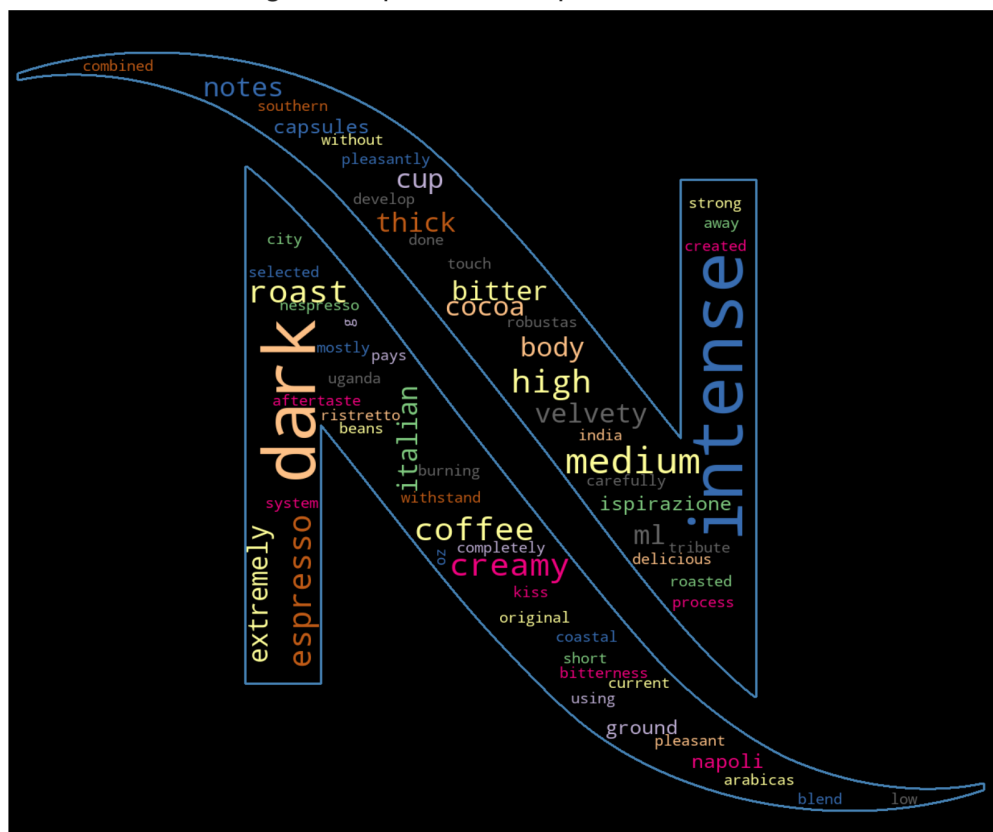 combined
notes
southern
capsules
without
pleasantly
cup
develop
thick
done
touch
bitter
cocoa
robustas
body
high
velvety
india
medium
carefully
ispirazione
ml
tribute
delicious
roasted
process
strong
away
created
intense
city
selected
roast
nespresso
g
dark
mostly
pays
uganda
aftertaste
ristretto
beans
italian
burning
withstand
system
extremely
espresso
coffee
completely
oz
creamy
kiss
original
coastal
short
bitterness
current
using
ground
pleasant
napoli
arabicas
blend
low